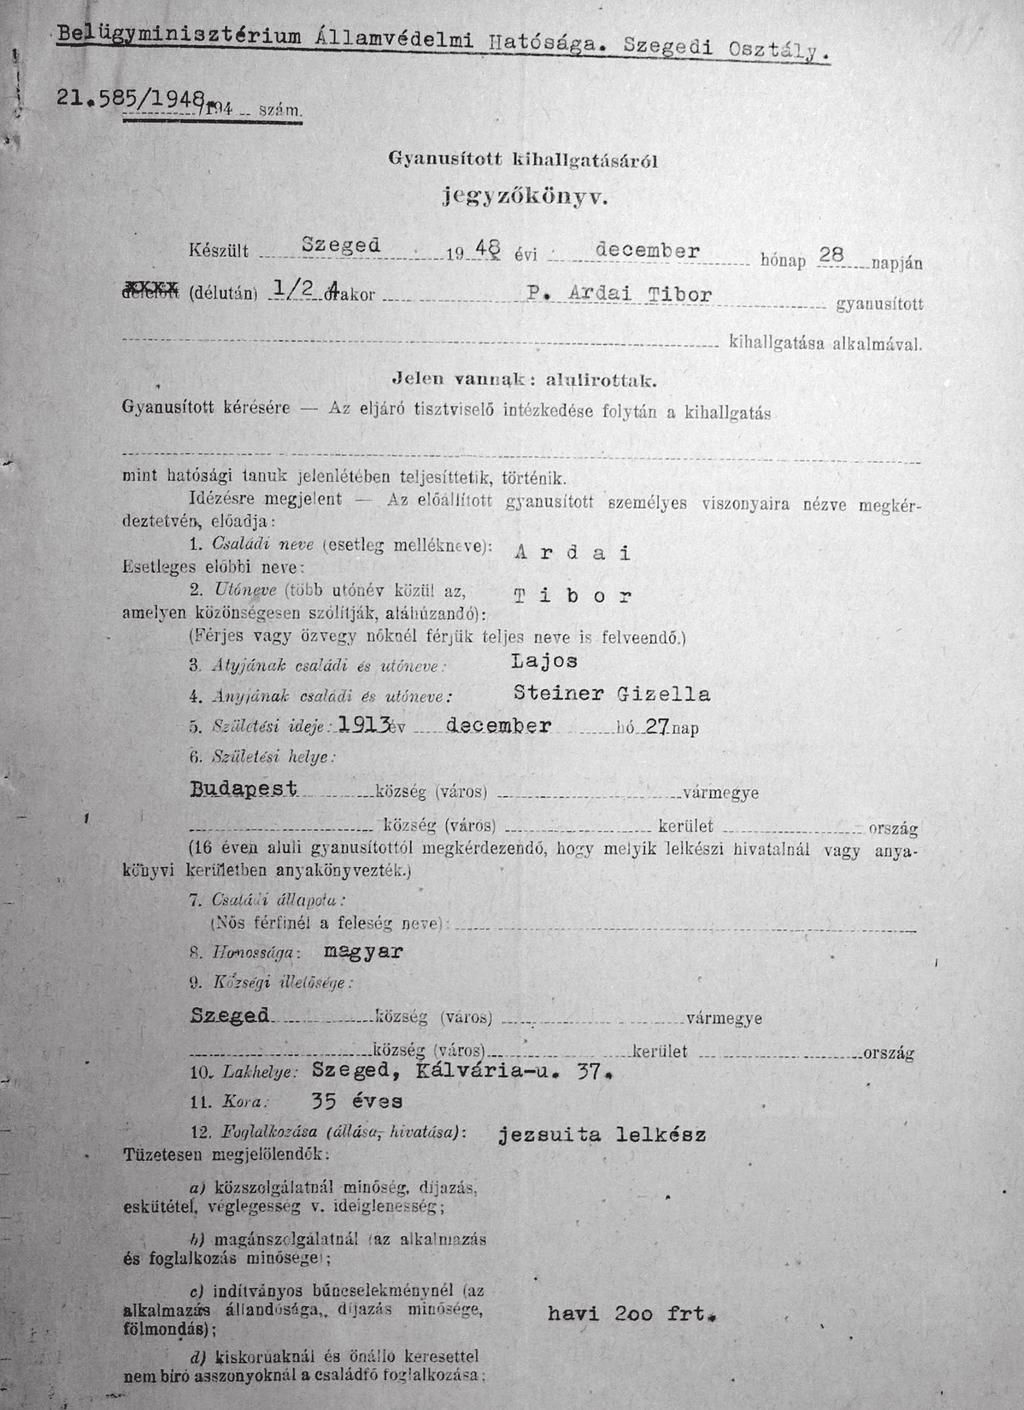 Belügyminisztérium Államvédelmi Hatósága. Szegedi Osztály.
21.585/1948. /194 szám.
Gyanusított kihallgatásáról
jegyzőkönyv.
Készült Szeged 1948 évi december hónap 28 napján
délelőtt (délután) 1/2 4 órakor P. Ardai Tibor gyanusított
kihallgatása alkalmával.
Jelen vannak: alulirottak.
Gyanusított kérésére — Az eljáró tisztviselő intézkedése folytán a kihallgatás
mint hatósági tanuk jelenlétében teljesíttetik, történik.
Idézésre megjelent — Az előállított gyanusított személyes viszonyaira nézve megkér-
deztetvén, előadja:
1. Családi neve (esetleg mellékneve): A r d a i
Esetleges előbbi neve:
2. Utóneve (több utónév közül az, T i b o r
amelyen közönségesen szólítják, aláhúzandó):
(Férjes vagy özvegy nőknél férjük teljes neve is felveendő.)
3. Atyjának családi és utóneve: Lajos
4. Anyjának családi és utóneve: Steiner Gizella
5. Születési ideje: 1913 év december hó 27 nap
6. Születési helye:
Budapest község (város) vármegye
község (város) kerület ország
(16 éven aluli gyanusítottól megkérdezendő, hogy melyik lelkészi hivatalnál vagy anya-
könyvi kerületben anyakönyvezték.)
7. Családi állapota:
(Nős férfinél a feleség neve):
8. Honossága: magyar
9. Községi illetősége:
Szeged község (város) vármegye
község (város) kerület ország
10. Lakhelye: Szeged, Kálvária-u. 37.
11. Kora: 35 éves
12. Foglalkozása (állása, hivatása): jezsuita lelkész
Tüzetesen megjelölendők:
a) közszolgálatnál minőség, díjazás,
eskütétel, véglegesség v. ideiglenesség;
b) magánszolgálatnál (az alkalmazás
és foglalkozás minősége);
c) indítványos bűncselekménynél (az
alkalmazás állandósága, díjazás minősége, havi 2oo frt.
fölmondás);
d) kiskorúaknál és önálló keresettel
nem bíró asszonyoknál a családfő foglalkozása: